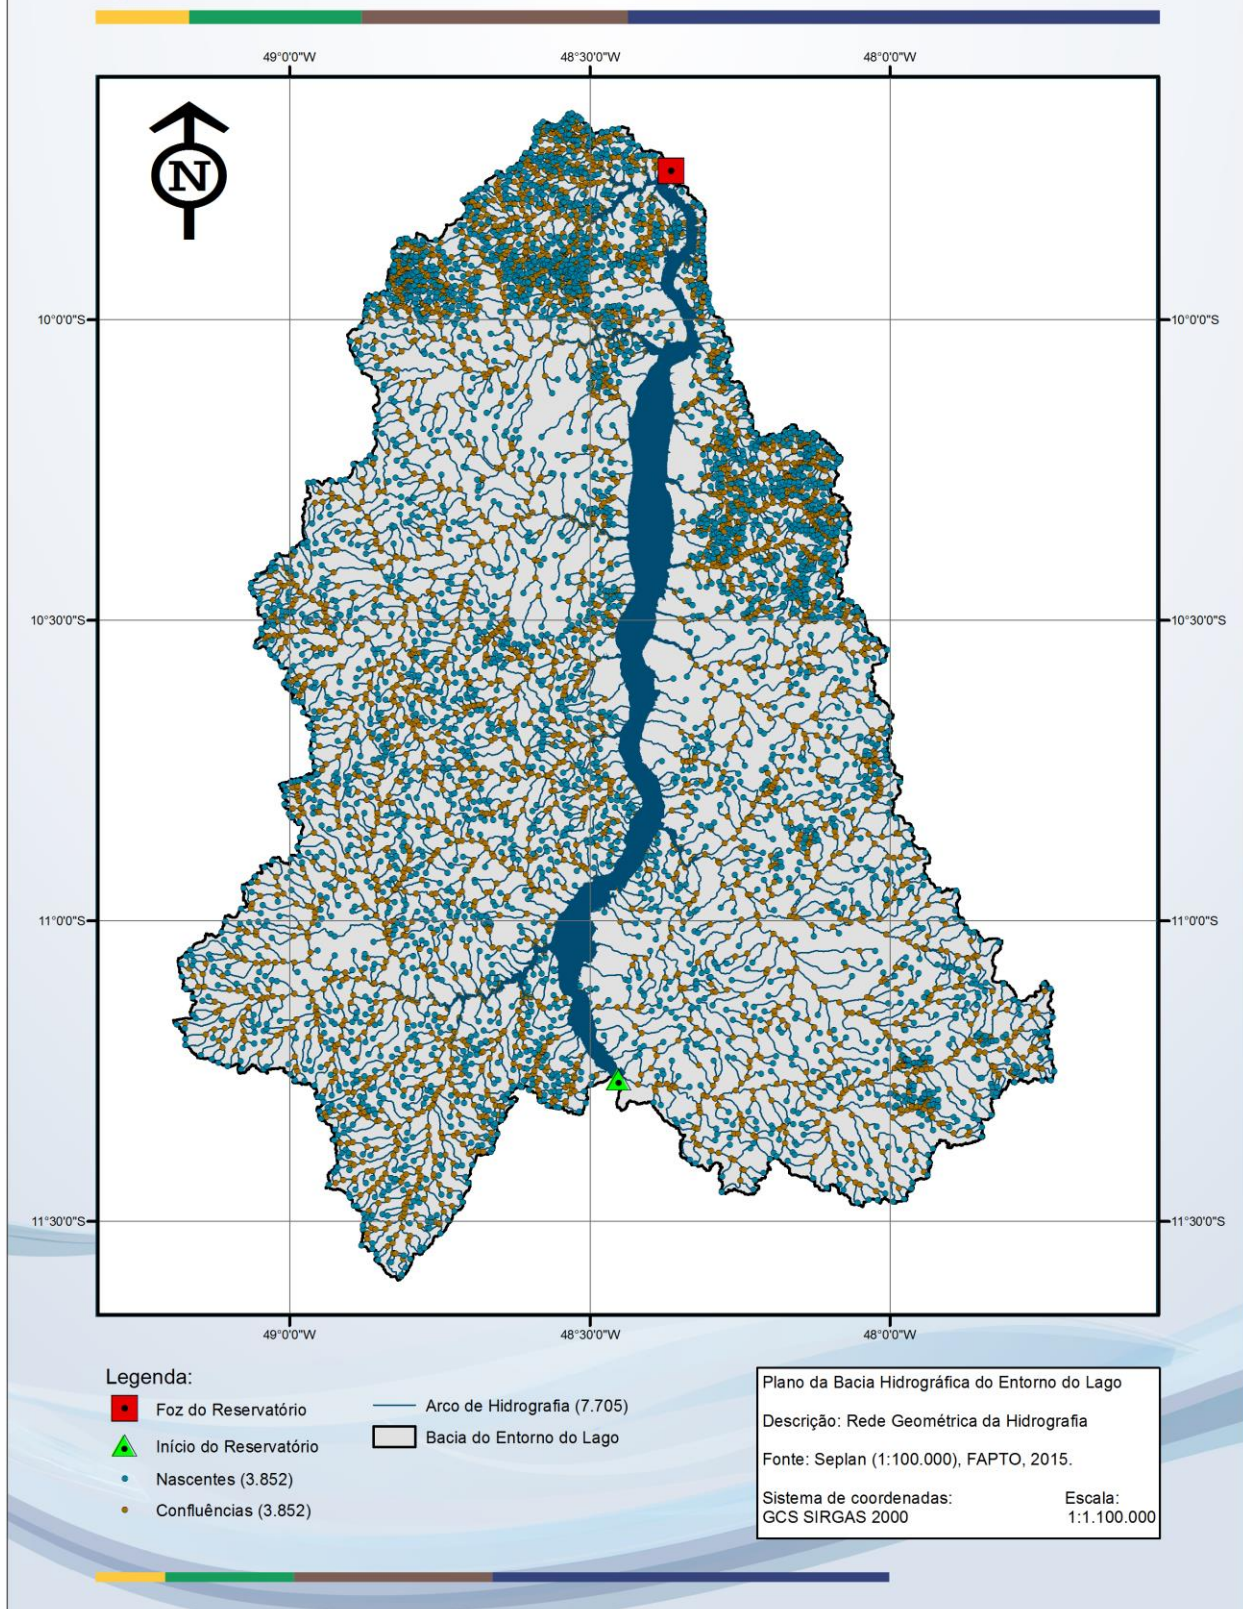 49°0'0"W 48°30'0"W 48°0'0"W
N
10°0'0"S 10°0'0"S
10°30'0"S 10°30'0"S
11°0'0"S 11°0'0"S
11°30'0"S 11°30'0"S
49°0'0"W 48°30'0"W 48°0'0"W
Legenda:
Foz do Reservatório
Início do Reservatório
Nascentes (3.852)
Confluências (3.852)
Arco de Hidrografia (7.705)
Bacia do Entorno do Lago
Plano da Bacia Hidrográfica do Entorno do Lago
Descrição: Rede Geométrica da Hidrografia
Fonte: Seplan (1:100.000), FAPTO, 2015.
Sistema de coordenadas: Escala:
GCS SIRGAS 2000 1:1.100.000